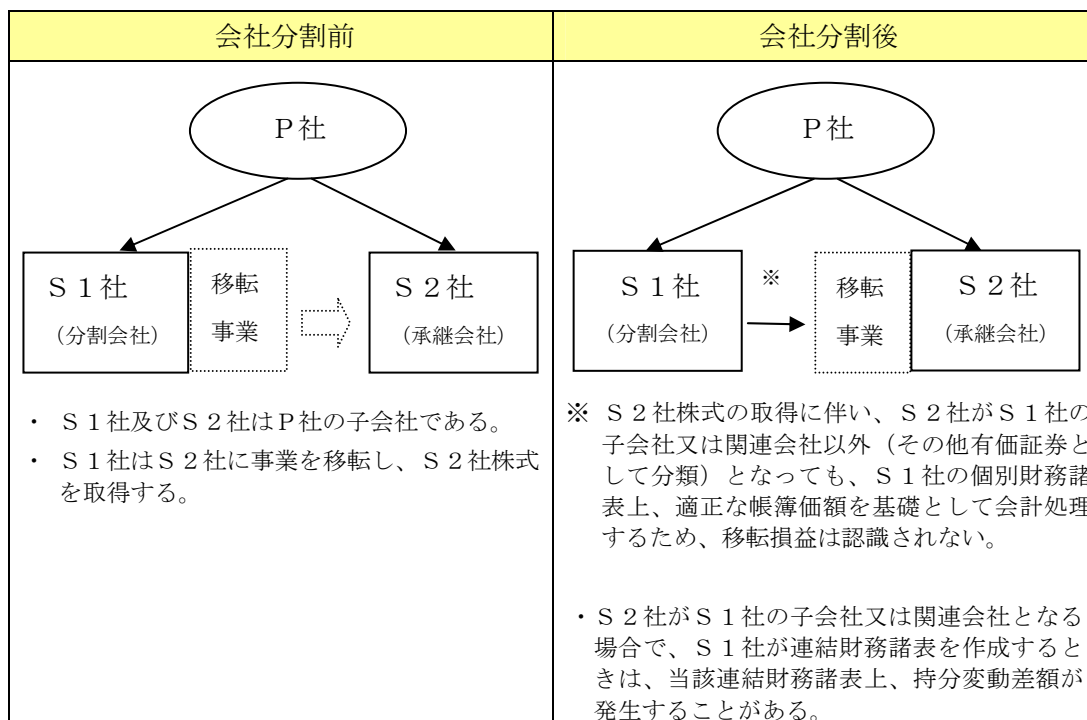 会社分割前
会社分割後
P社
S1社
(分割会社)
移転
事業
S2社
(承継会社)
・ S1社及びS2社はP社の子会社である。
・ S1社はS2社に事業を移転し、S2社株式
を取得する。
P社
S1社
(分割会社)
※
移転
事業
S2社
(承継会社)
※ S2社株式の取得に伴い、S2社がS1社の
子会社又は関連会社以外(その他有価証券と
して分類)となっても、S1社の個別財務諸
表上、適正な帳簿価額を基礎として会計処理
するため、移転損益は認識されない。
・S2社がS1社の子会社又は関連会社となる
場合で、S1社が連結財務諸表を作成すると
きは、当該連結財務諸表上、持分変動差額が
発生することがある。